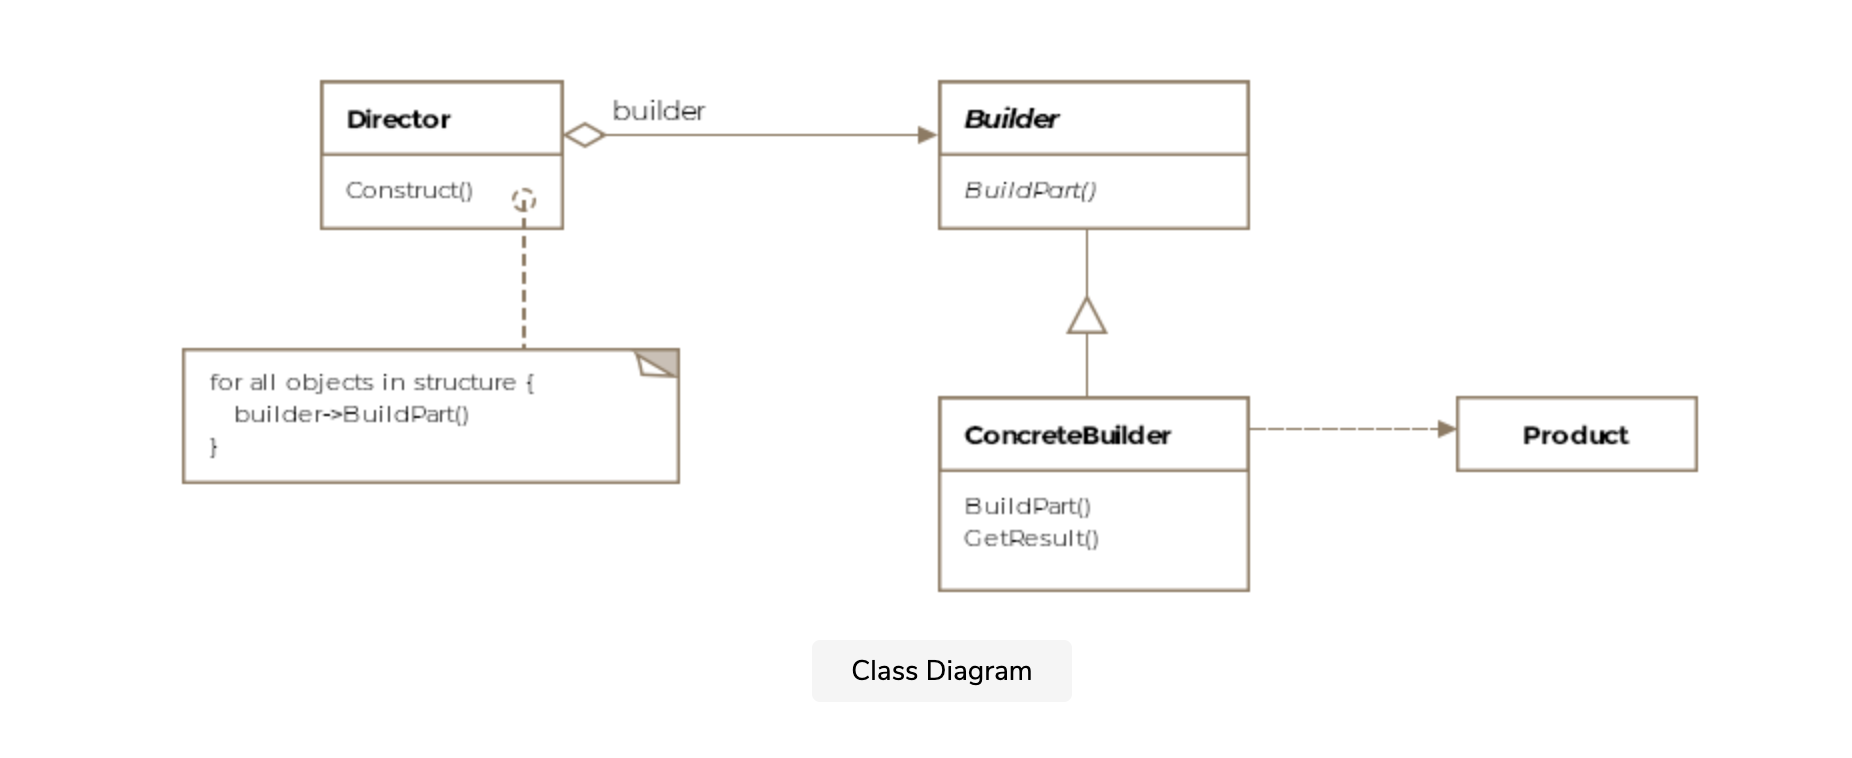 Director
builder
Builder
Construct()
BuildPart()
for all objects in structure {
builder->BuildPart()
}
ConcreteBuilder
Product
BuildPart()
GetResult()
Class Diagram